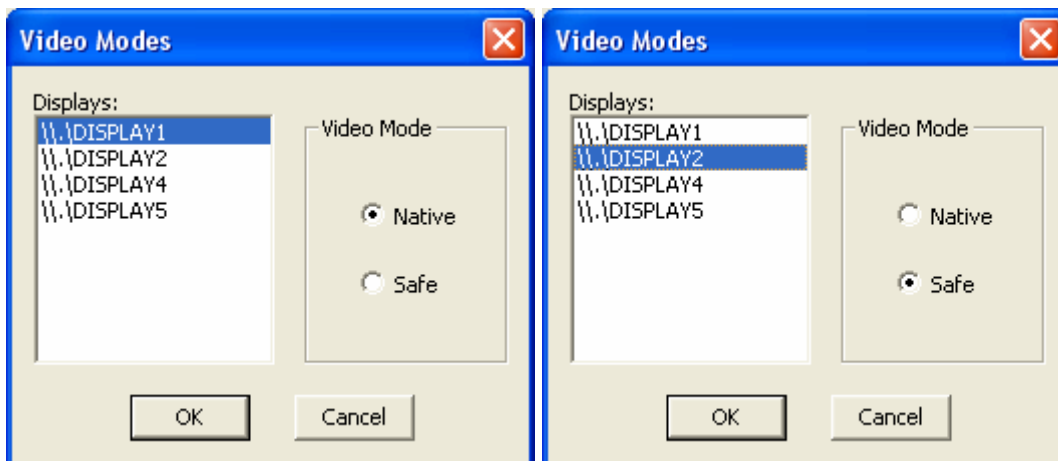 Video Modes
Displays:
\\.\DISPLAY1
\\.\DISPLAY2
\\.\DISPLAY4
\\.\DISPLAY5
Video Mode
Native
Safe
OK
Cancel
Video Modes
Displays:
\\.\DISPLAY1
\\.\DISPLAY2
\\.\DISPLAY4
\\.\DISPLAY5
Video Mode
Native
Safe
OK
Cancel